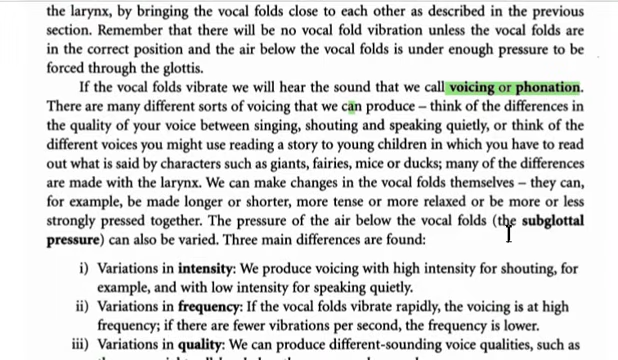 the larynx, by bringing the vocal folds close to each other as described in the previous
section. Remember that there will be no vocal fold vibration unless the vocal folds are
in the correct position and the air below the vocal folds is under enough pressure to be
forced through the glottis.
If the vocal folds vibrate we will hear the sound that we call voicing or phonation.
There are many different sorts of voicing that we can produce – think of the differences in
the quality of your voice between singing, shouting and speaking quietly, or think of the
different voices you might use reading a story to young children in which you have to read
out what is said by characters such as giants, fairies, mice or ducks; many of the differences
are made with the larynx. We can make changes in the vocal folds themselves – they can,
for example, be made longer or shorter, more tense or more relaxed or be more or less
strongly pressed together. The pressure of the air below the vocal folds (the subglottal
pressure) can also be varied. Three main differences are found:
i) Variations in intensity: We produce voicing with high intensity for shouting, for
example, and with low intensity for speaking quietly.
ii) Variations in frequency: If the vocal folds vibrate rapidly, the voicing is at high
frequency; if there are fewer vibrations per second, the frequency is lower.
iii) Variations in quality: We can produce different-sounding voice qualities, such as